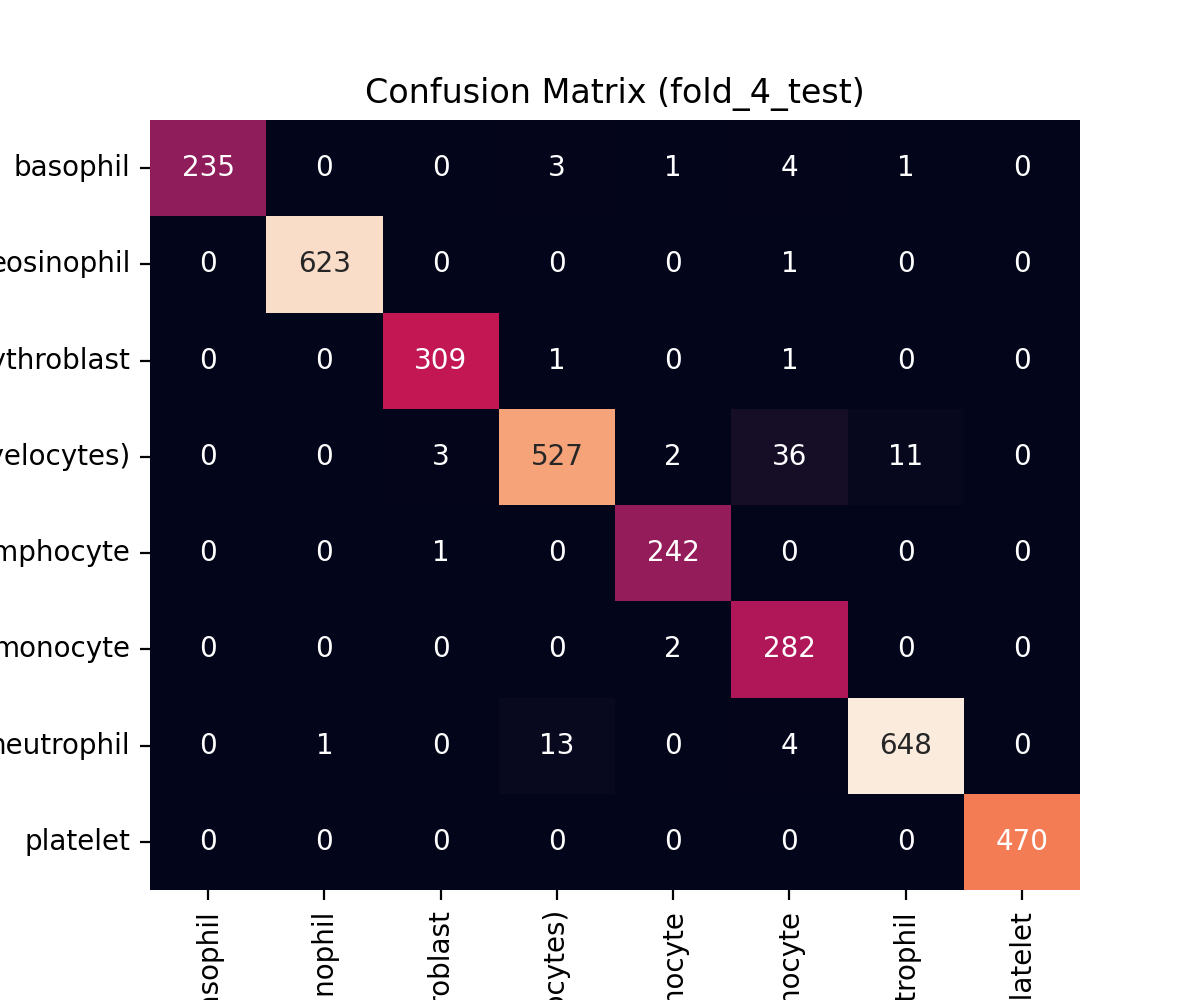 Confusion Matrix (fold_4_test)
basophil 235 0 0 3 1 4 1 0
eosinophil 0 623 0 0 0 1 0 0
ythroblast 0 0 309 1 0 1 0 0
velocytes) 0 0 3 527 2 36 11 0
mphocyte 0 0 1 0 242 0 0 0
monocyte 0 0 0 0 2 282 0 0
neutrophil 0 1 0 13 0 4 648 0
platelet 0 0 0 0 0 0 0 470
asophil
nophil
roblast
ocytes)
nocyte
nocyte
trophil
latelet